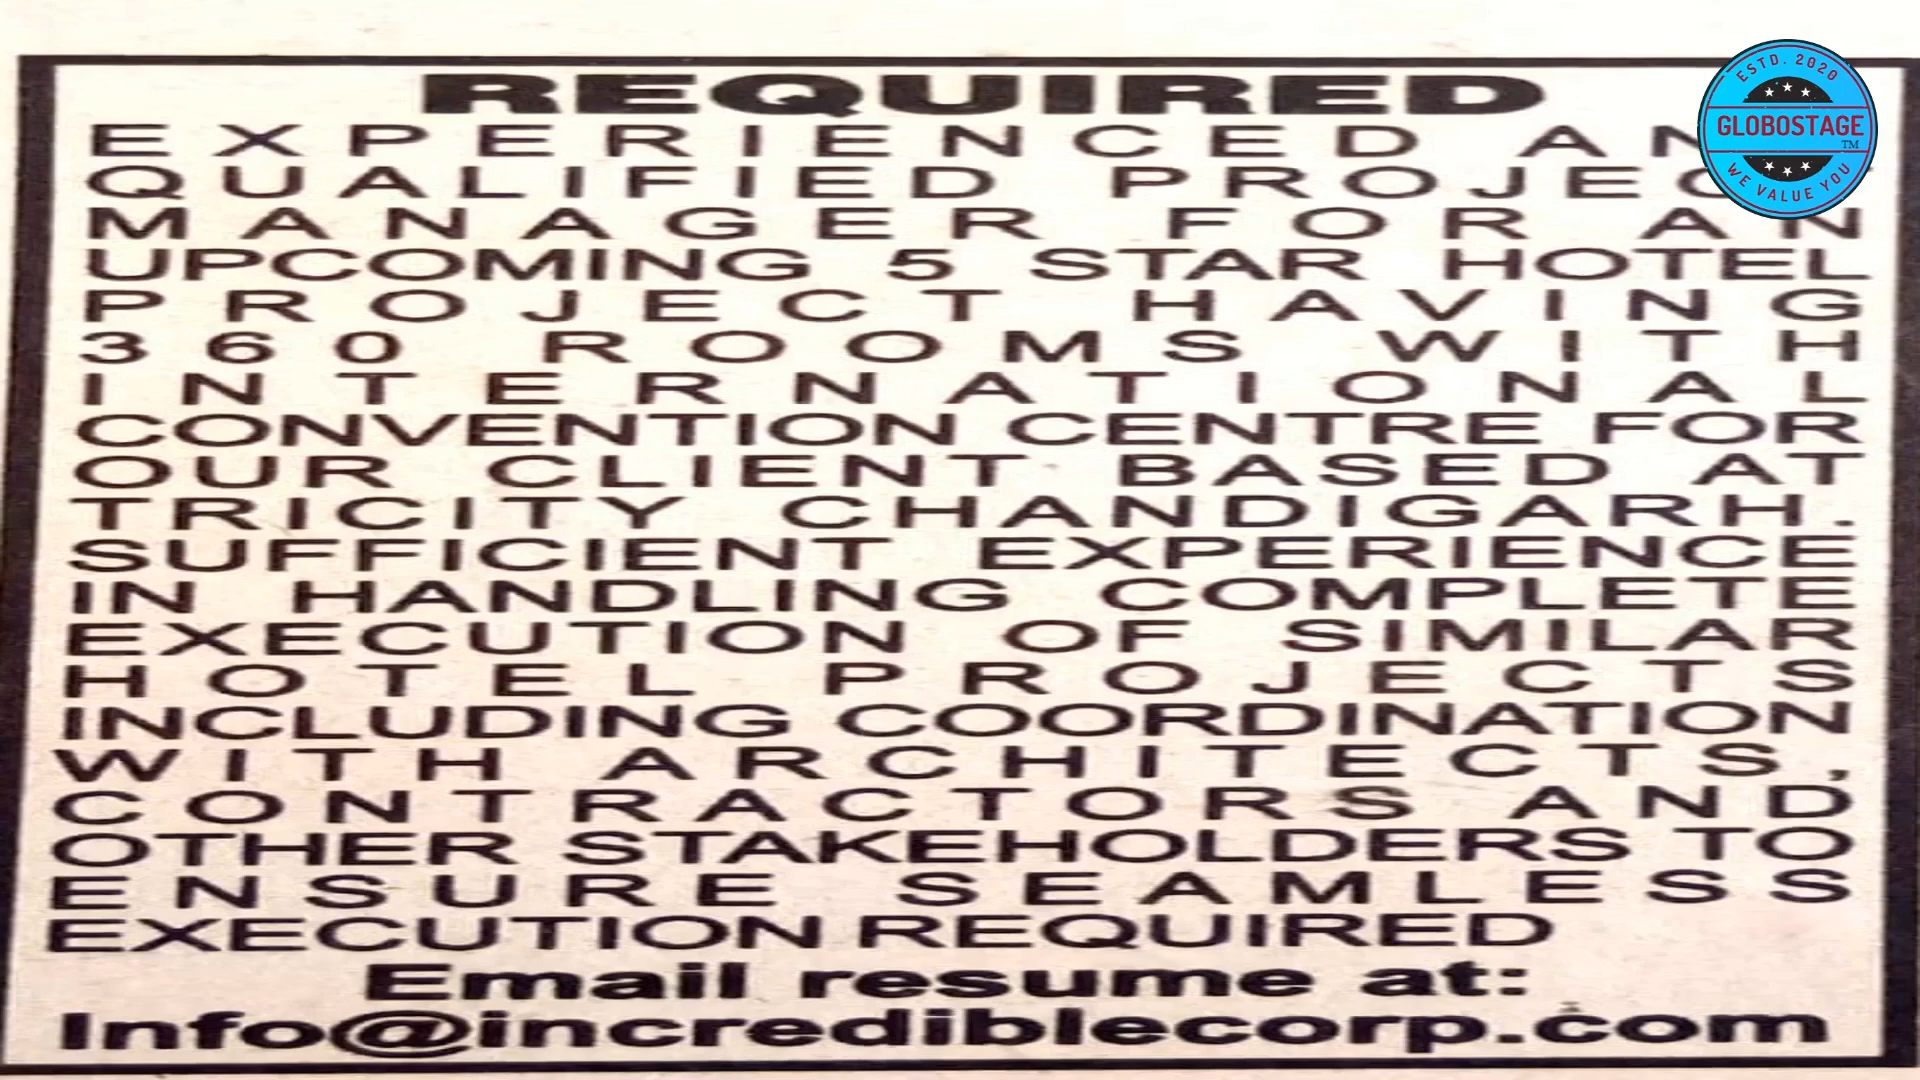 REQUIRED
EXPERIENCED
QUALIFIED
MANAGER FOR AN
UPCOMING 5 STAR HOTEL
PROJECT HAVING
360 ROOMS WITH
INTERNATIONAL
CONVENTION CENTRE FOR
OUR CLIENT BASED AT
TRICITY CHANDIGARH.
SUFFICIENT EXPERIENCE
IN HANDLING COMPLETE
EXECUTION OF SIMILAR
HOTEL PROJECTS
INCLUDING COORDINATION
WITH ARCHITECTS,
CONTRACTORS AND
OTHER STAKEHOLDERS TO
ENSURE SEAMLESS
EXECUTION REQUIRED
Email resume at:
Info@incrediblecorp.com
ESTD. 2020
GLOBOSTAGE
TM
WE VALUE YOU